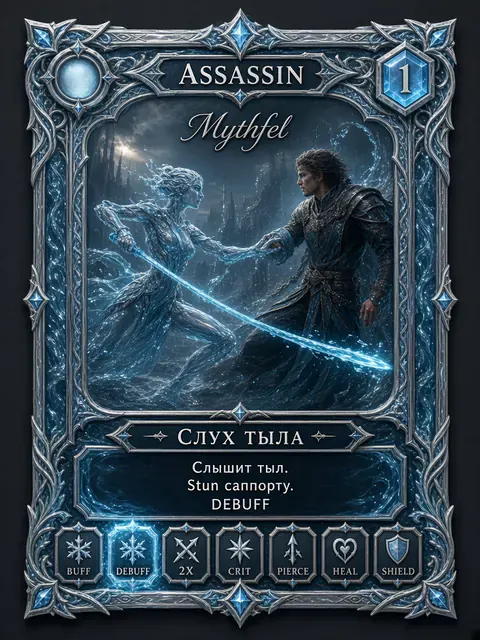 ASSASSIN
1
Mythfel
СЛУХ ТЫЛА
Слышит тыл.
Stun саппорту.
DEBUFF
BUFF
DEBUFF
2X
CRIT
PIERCE
HEAL
SHIELD